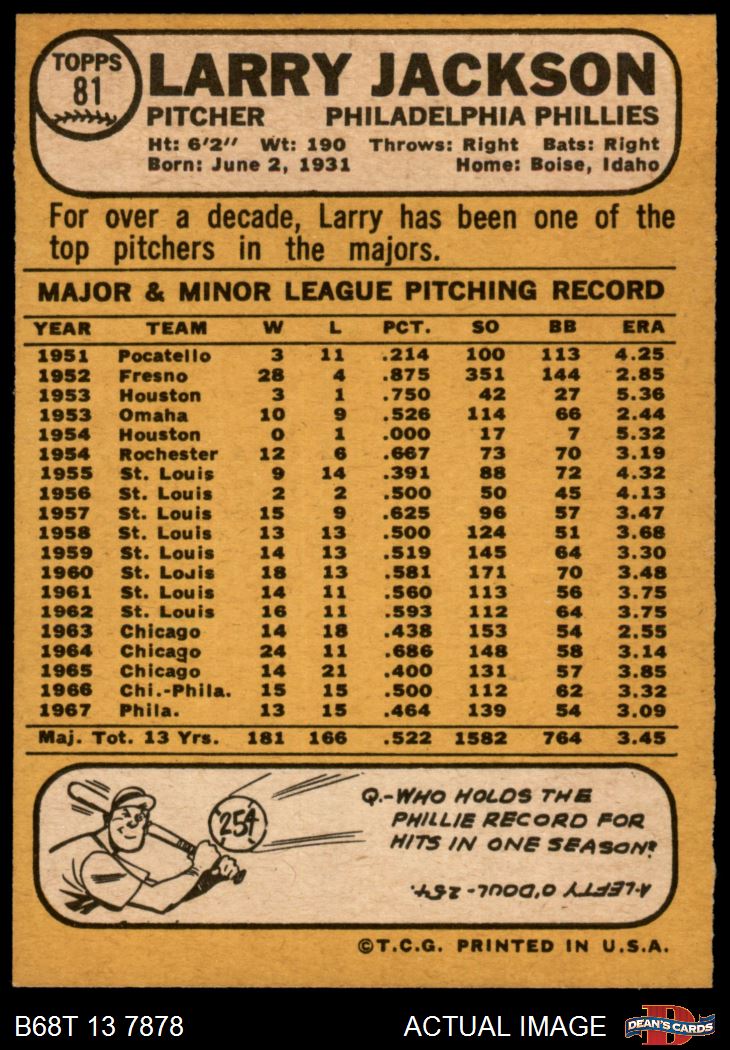 TOPPS
81
LARRY JACKSON
PITCHER PHILADELPHIA PHILLIES
Ht: 6'2" Wt: 190 Throws: Right Bats: Right
Born: June 2, 1931 Home: Boise, Idaho
For over a decade, Larry has been one of the
top pitchers in the majors.
MAJOR & MINOR LEAGUE PITCHING RECORD
YEAR TEAM W L PCT. SO BB ERA
1951 Pocatello 3 11 .214 100 113 4.25
1952 Fresno 28 4 .875 351 144 2.85
1953 Houston 3 1 .750 42 27 5.36
1953 Omaha 10 9 .526 114 66 2.44
1954 Houston 0 1 .000 17 7 5.32
1954 Rochester 12 6 .667 73 70 3.19
1955 St. Louis 9 14 .391 88 72 4.32
1956 St. Louis 2 2 .500 50 45 4.13
1957 St. Louis 15 9 .625 96 57 3.47
1958 St. Louis 13 13 .500 124 51 3.68
1959 St. Louis 14 13 .519 145 64 3.30
1960 St. Louis 18 13 .581 171 70 3.48
1961 St. Louis 14 11 .560 113 56 3.75
1962 St. Louis 16 11 .593 112 64 3.75
1963 Chicago 14 18 .438 153 54 2.55
1964 Chicago 24 11 .686 148 58 3.14
1965 Chicago 14 21 .400 131 57 3.85
1966 Chi.-Phila. 15 15 .500 112 62 3.32
1967 Phila. 13 15 .464 139 54 3.09
Maj. Tot. 13 Yrs. 181 166 .522 1582 764 3.45
254
Q.-WHO HOLDS THE
PHILLIE RECORD FOR
HITS IN ONE SEASON?
A-LEFTY O'DOUL-254.
©T.C.G. PRINTED IN U.S.A.
B68T 13 7878 ACTUAL IMAGE
D
DEAN'S CARDS